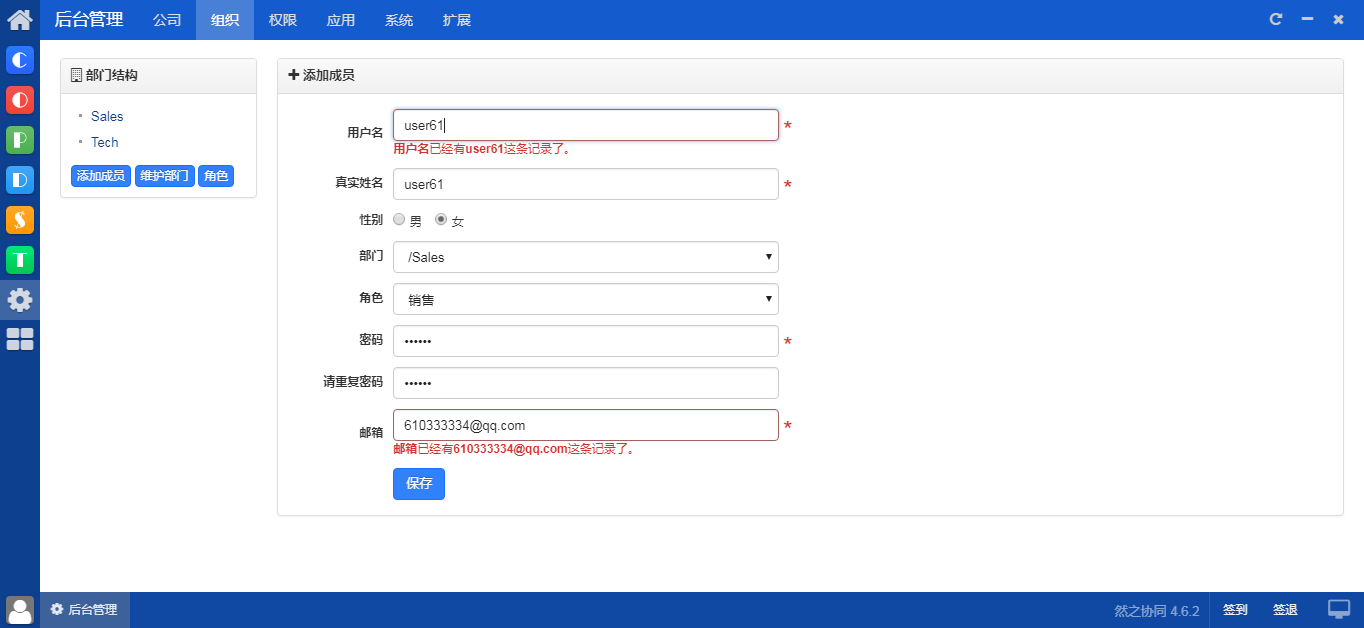 后台管理 公司 组织 权限 应用 系统 扩展
部门结构
Sales
Tech
添加成员 维护部门 角色
添加成员
用户名 user61 *
用户名已经有user61这条记录了。
真实姓名 user61 *
性别 男 女
部门 /Sales
角色 销售
密码 •••••• *
请重复密码 ••••••
邮箱 610333334@qq.com *
邮箱已经有610333334@qq.com这条记录了。
保存
后台管理 然之协同 4.6.2 签到 签退